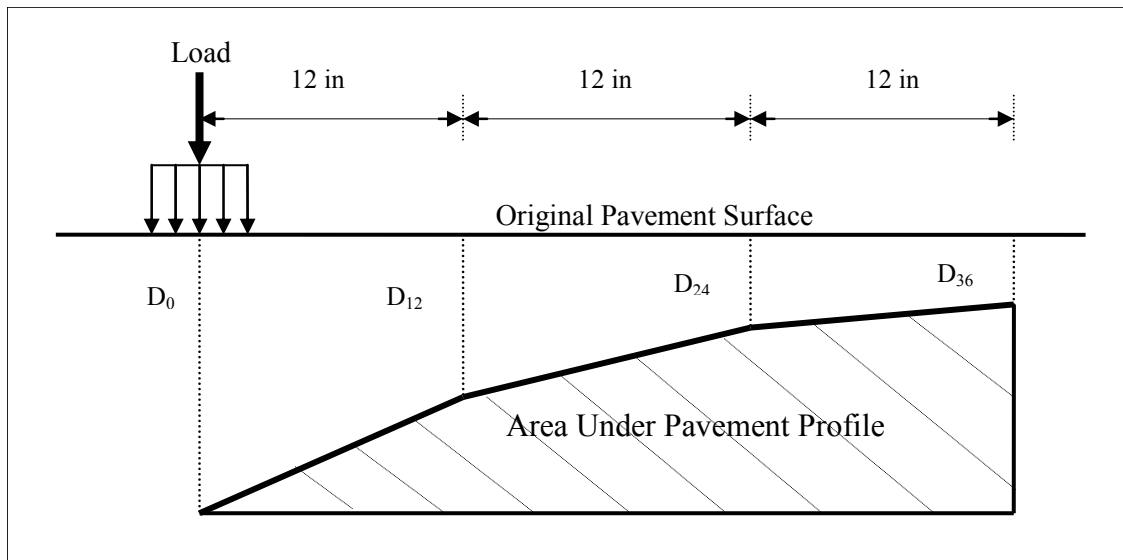 Load
12 in 12 in 12 in
Original Pavement Surface
D₀ D₁₂ D₂₄ D₃₆
Area Under Pavement Profile